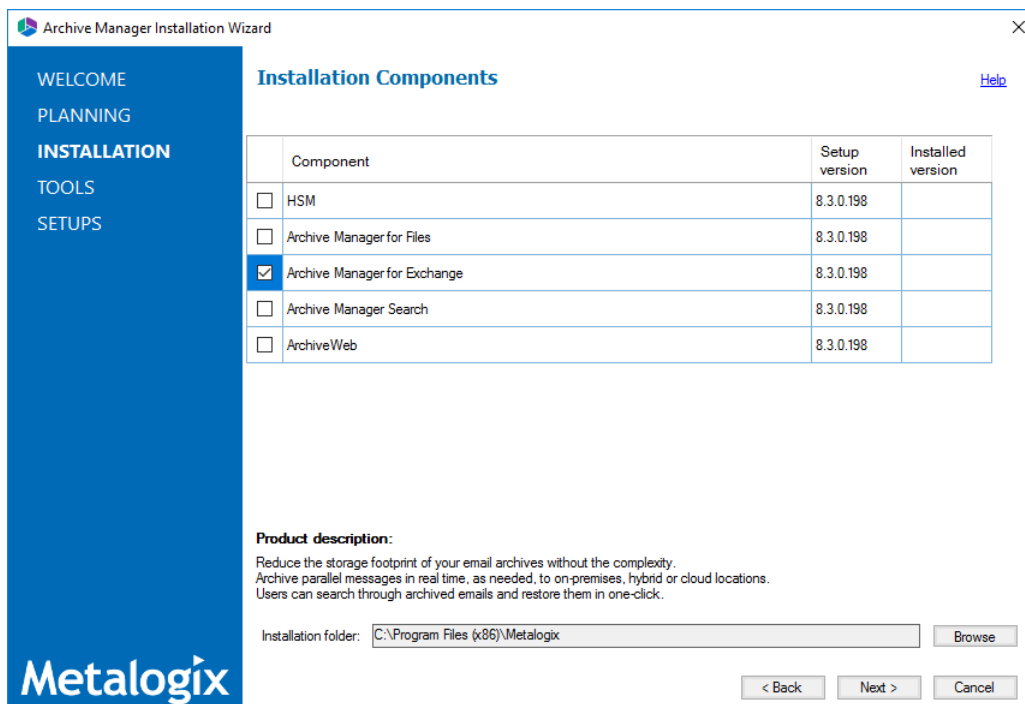 Archive Manager Installation Wizard
WELCOME
PLANNING
INSTALLATION
TOOLS
SETUPS
Metalogix
Installation Components
Help
Component Setup version Installed version
HSM 8.3.0.198
Archive Manager for Files 8.3.0.198
Archive Manager for Exchange 8.3.0.198
Archive Manager Search 8.3.0.198
ArchiveWeb 8.3.0.198
Product description:
Reduce the storage footprint of your email archives without the complexity.
Archive parallel messages in real time, as needed, to on-premises, hybrid or cloud locations.
Users can search through archived emails and restore them in one-click.
Installation folder: C:\Program Files (x86)\Metalogix Browse
< Back Next > Cancel